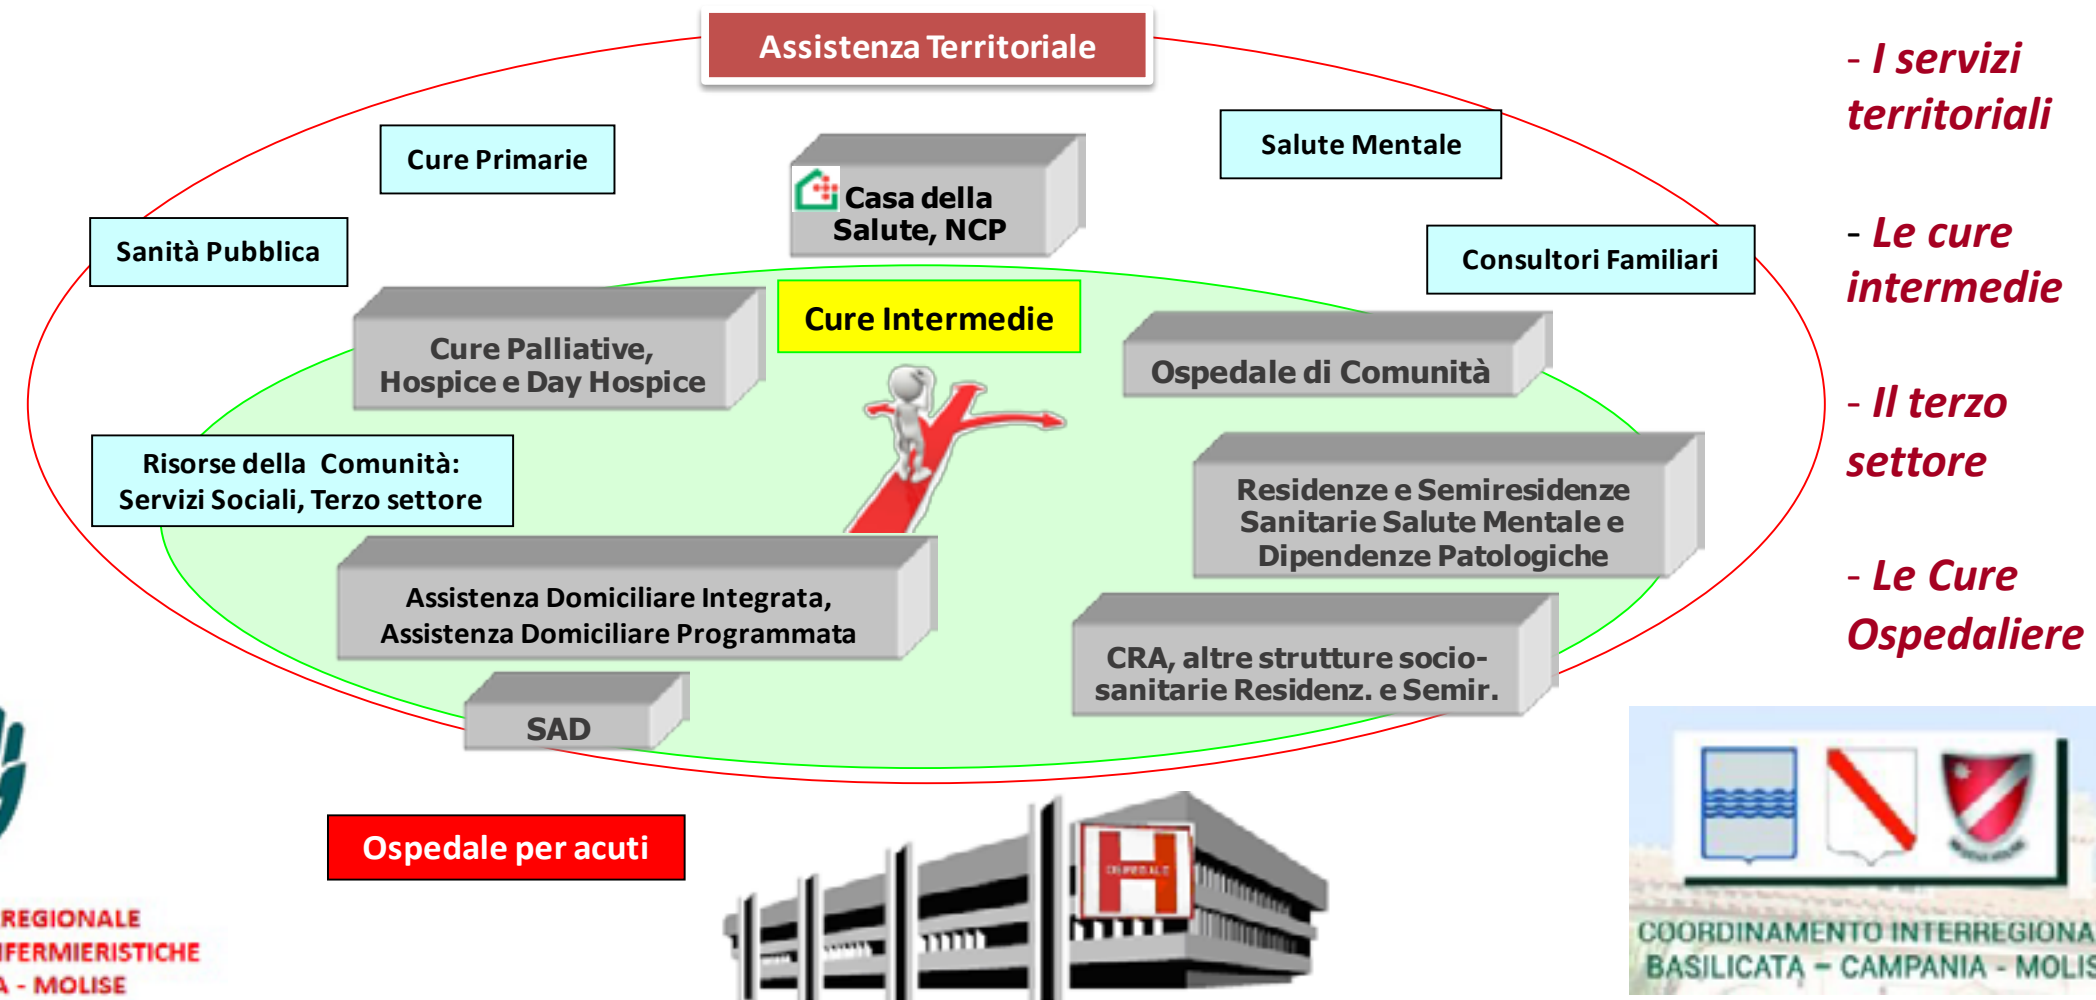 Assistenza Territoriale
- I servizi
territoriali
Cure Primarie
Salute Mentale
Casa della
Salute, NCP
Sanità Pubblica
Consultori Familiari
- Le cure
intermedie
Cure Intermedie
Cure Palliative,
Hospice e Day Hospice
Ospedale di Comunità
- Il terzo
settore
Risorse della Comunità:
Servizi Sociali, Terzo settore
Residenze e Semiresidenze
Sanitarie Salute Mentale e
Dipendenze Patologiche
- Le Cure
Ospedaliere
Assistenza Domiciliare Integrata,
Assistenza Domiciliare Programmata
CRA, altre strutture socio-
sanitarie Residenz. e Semir.
SAD
Ospedale per acuti
H
OSPEDALE
REGIONALE
NFERMIERISTICHE
A - MOLISE
COORDINAMENTO INTERREGIONA
BASILICATA – CAMPANIA - MOLIS